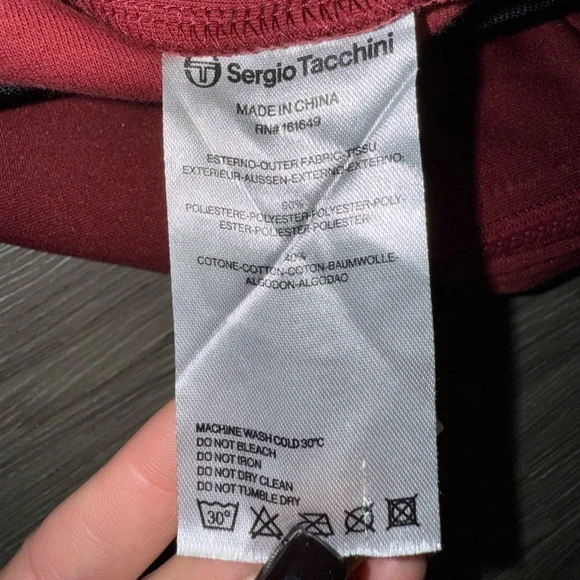 Sergio Tacchini
MADE IN CHINA
RN# 161649
ESTERNO-OUTER FABRIC-TISSU
EXTERIEUR-AUSSEN-EXTERNO-EXTERNO:
60%
POLIESTERE-POLYESTER-POLYESTER-POLY-
ESTER-POLIESTER-POLIESTER
40%
COTONE-COTTON-COTON-BAUMWOLLE-
ALGODON-ALGODAO
MACHINE WASH COLD 30°C
DO NOT BLEACH
DO NOT IRON
DO NOT DRY CLEAN
DO NOT TUMBLE DRY
30°